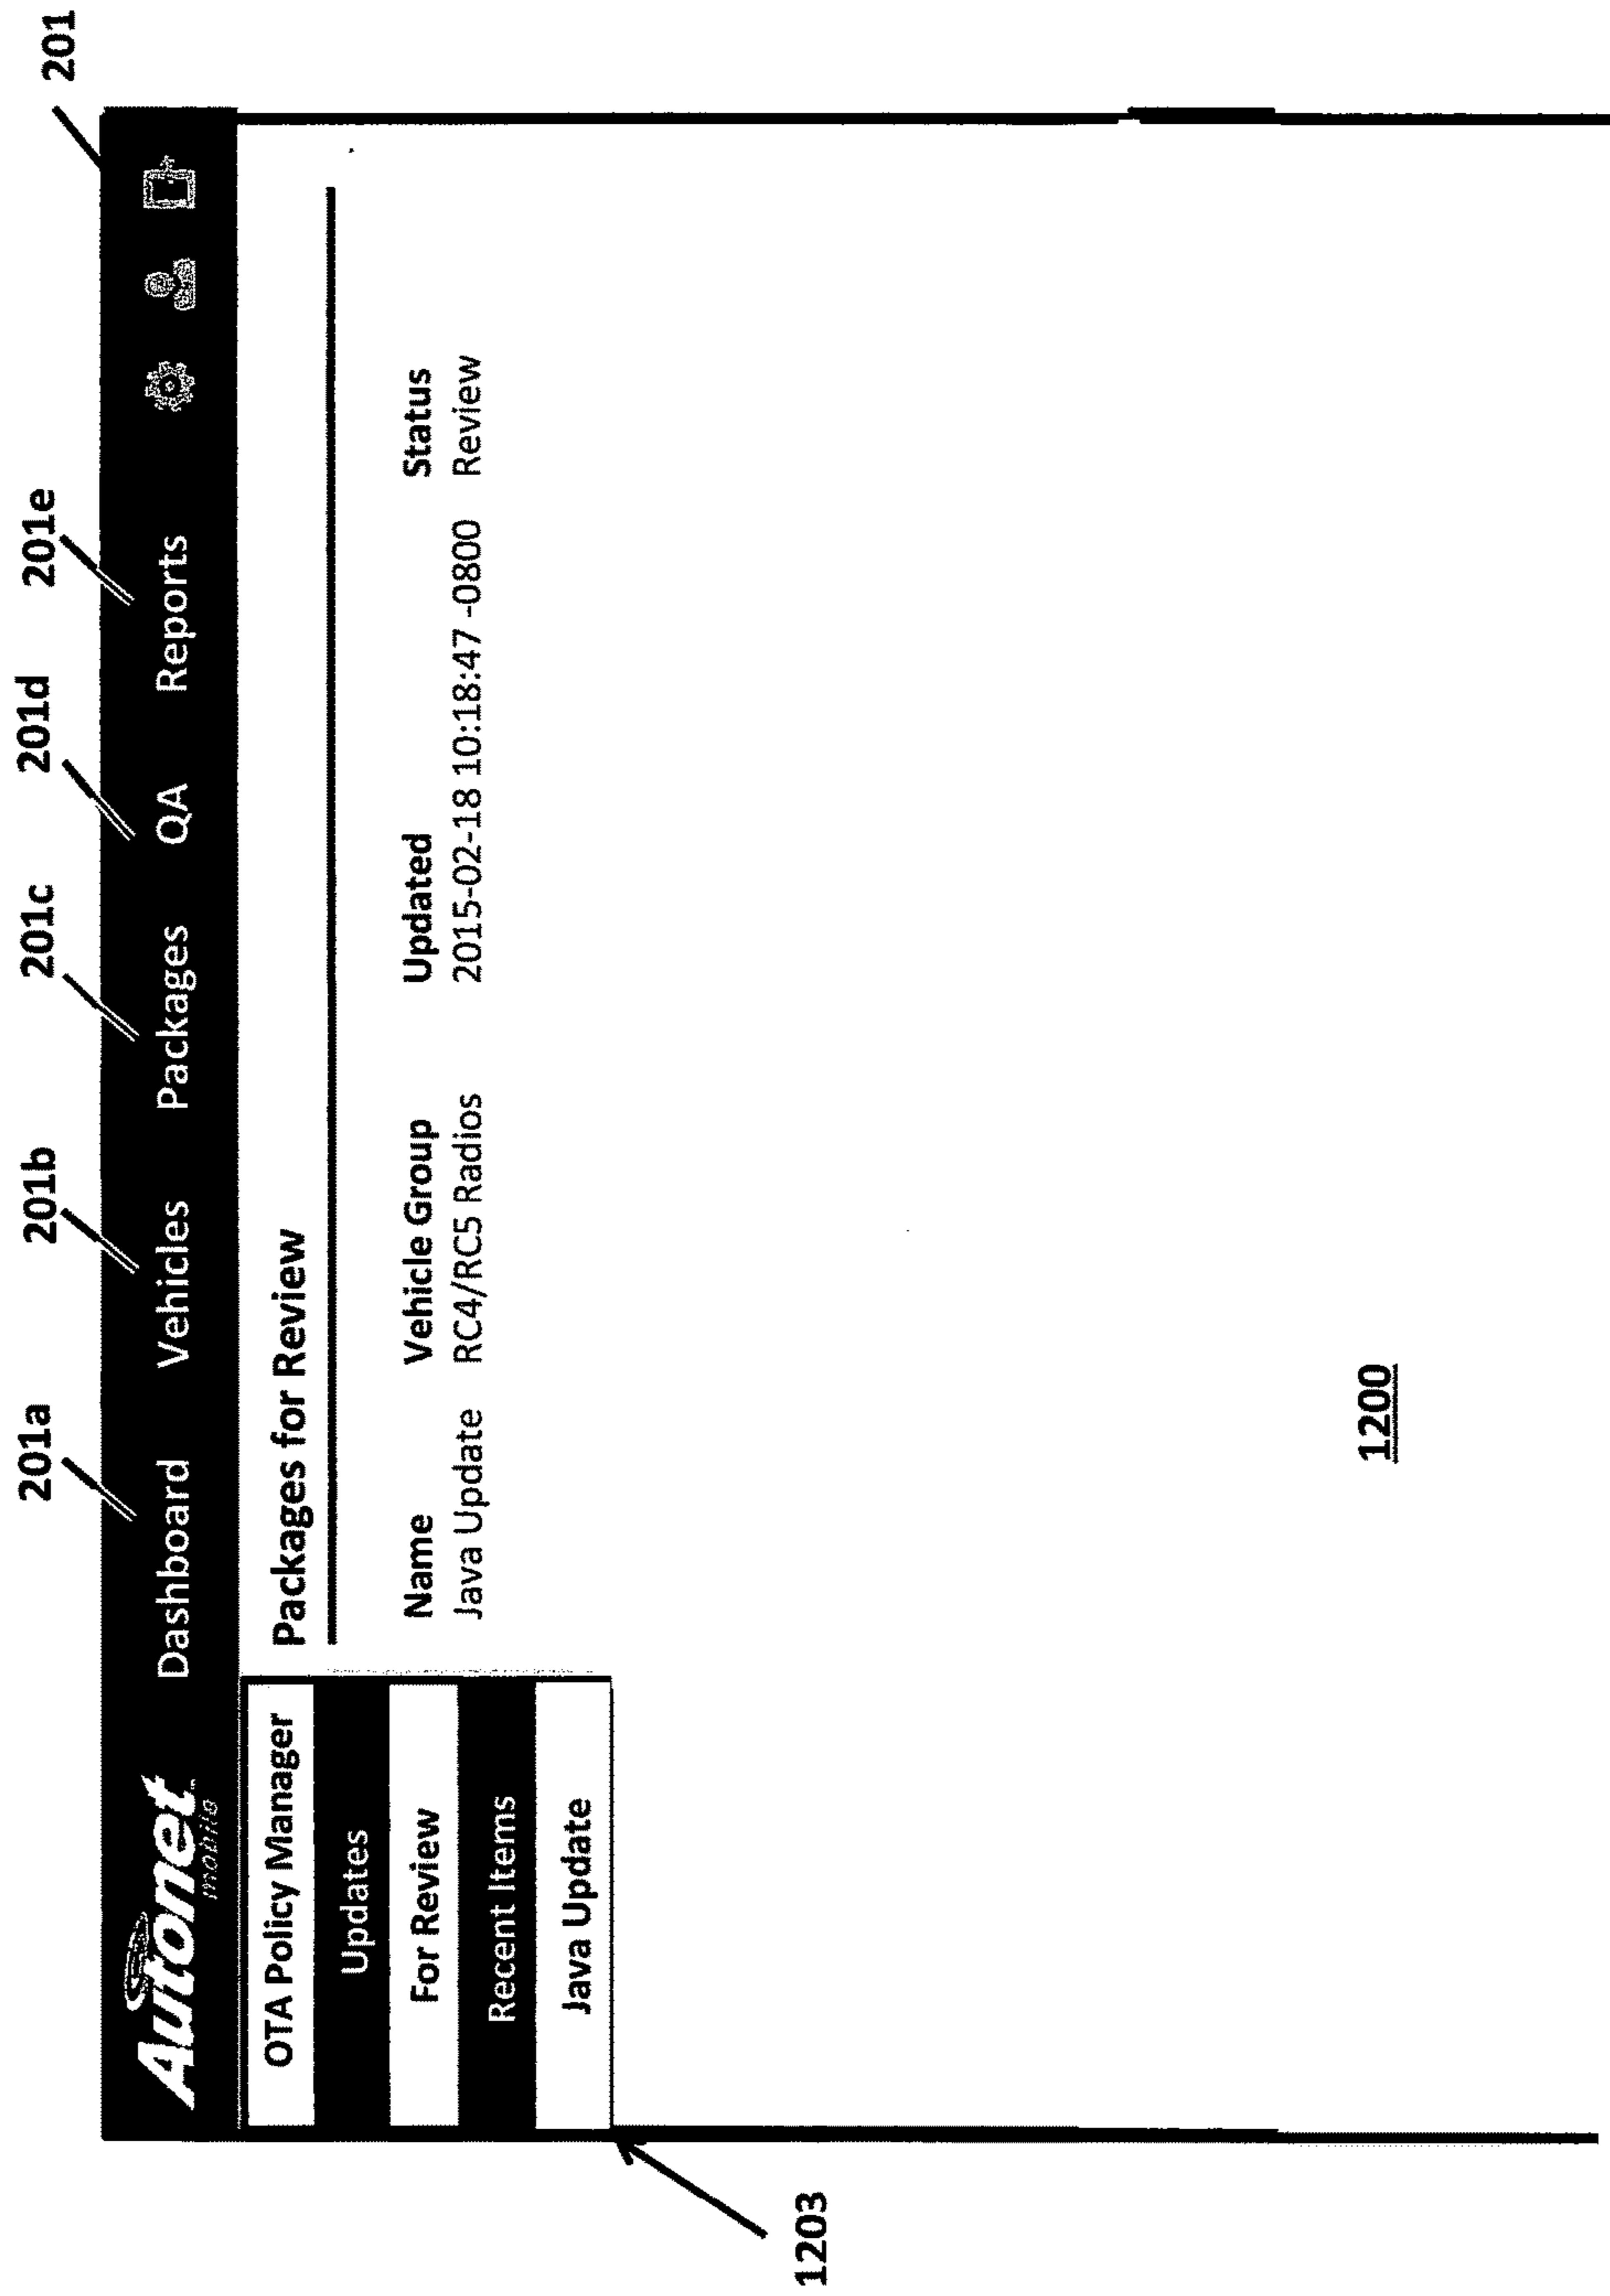 201a 201b 201c 201d 201e 201
Autonet Dashboard Vehicles Packages QA Reports
mobile
OTA Policy Manager
Updates
For Review
Recent Items
Java Update
Packages for Review
Name Vehicle Group Updated Status
Java Update RC4/RC5 Radios 2015-02-18 10:18:47 -0800 Review
1203
1200